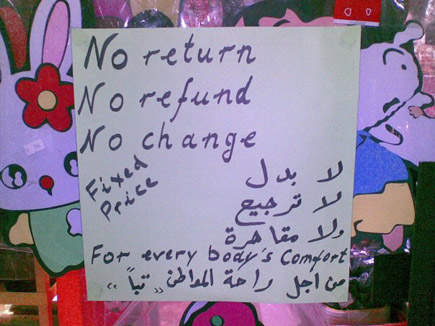 No return
No refund
No change
Fixed
Price
لا بدل
لا ترجيع
ولا مقاحرة
For every body's Comfort
من اجل راحة المواطن „ تباً “